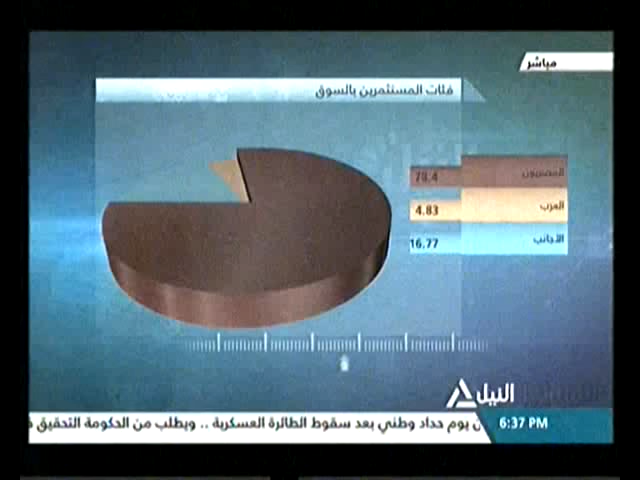 مباشر
فئات المستثمرين بالسوق
المصريون 78.4
العرب 4.83
الأجانب 16.77
النيل
6:37 PM
يوم حداد وطني بعد سقوط الطائرة العسكرية .. ويطلب من الحكومة التحقيق